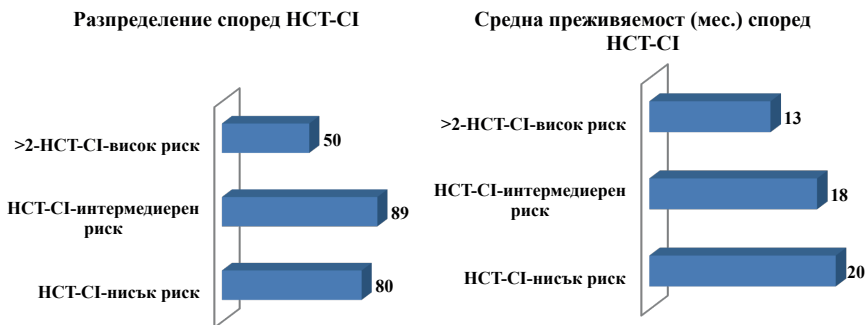 Разпределение според HCT-CI
>2-HCT-CI-висок риск
50
HCT-CI-интермедиерен
риск
89
HCT-CI-нисък риск
80
Средна преживяемост (мес.) според
HCT-CI
>2-HCT-CI-висок риск
13
HCT-CI-интермедиерен
риск
18
HCT-CI-нисък риск
20